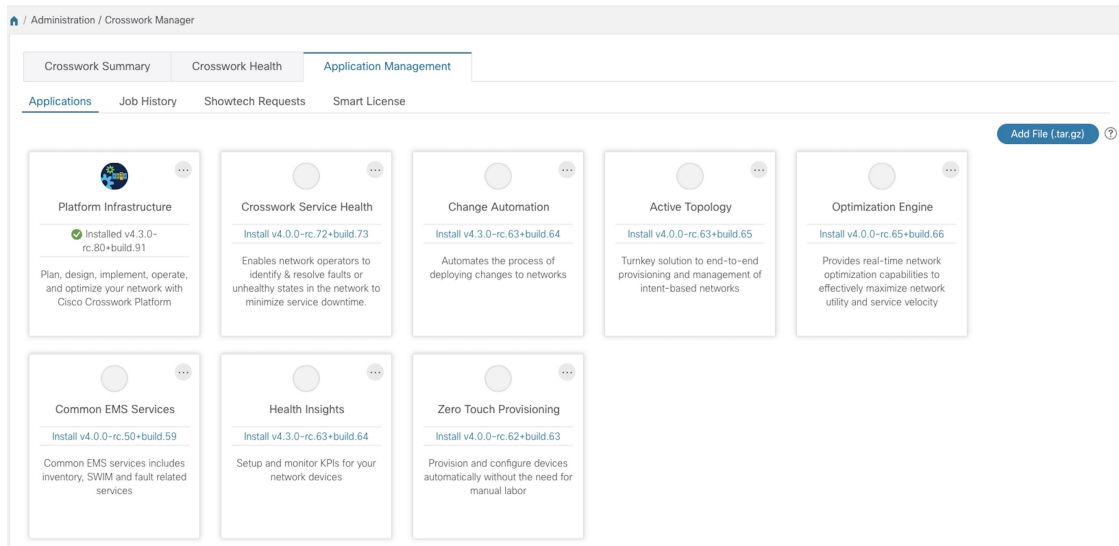 / Administration / Crosswork Manager
Crosswork Summary
Crosswork Health
Application Management
Applications
Job History
Showtech Requests
Smart License
Add File (.tar.gz)
?
Platform Infrastructure
Installed v4.3.0-
rc.80+build.91
Plan, design, implement, operate,
and optimize your network with
Cisco Crosswork Platform
Crosswork Service Health
Install v4.0.0-rc.72+build.73
Enables network operators to
identify & resolve faults or
unhealthy states in the network to
minimize service downtime.
Change Automation
Install v4.3.0-rc.63+build.64
Automates the process of
deploying changes to networks
Active Topology
Install v4.0.0-rc.63+build.65
Turnkey solution to end-to-end
provisioning and management of
intent-based networks
Optimization Engine
Install v4.0.0-rc.65+build.66
Provides real-time network
optimization capabilities to
effectively maximize network
utility and service velocity
Common EMS Services
Install v4.0.0-rc.50+build.59
Common EMS services includes
inventory, SWIM and fault related
services
Health Insights
Install v4.3.0-rc.63+build.64
Setup and monitor KPIs for your
network devices
Zero Touch Provisioning
Install v4.0.0-rc.62+build.63
Provision and configure devices
automatically without the need for
manual labor